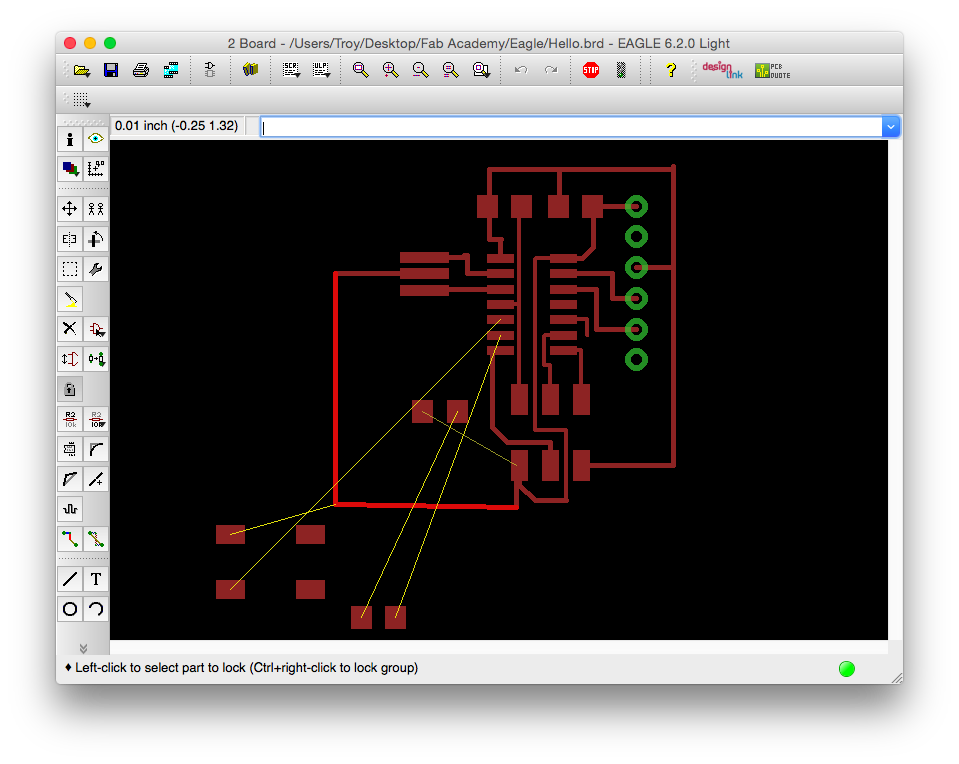 2 Board - /Users/Troy/Desktop/Fab Academy/Eagle/Hello.brd - EAGLE 6.2.0 Light
SCR ULP STOP ? design link PCB QUOTE
0.01 inch (-0.25 1.32)
i
R2 R2
10k 10k
T
Left-click to select part to lock (Ctrl+right-click to lock group)